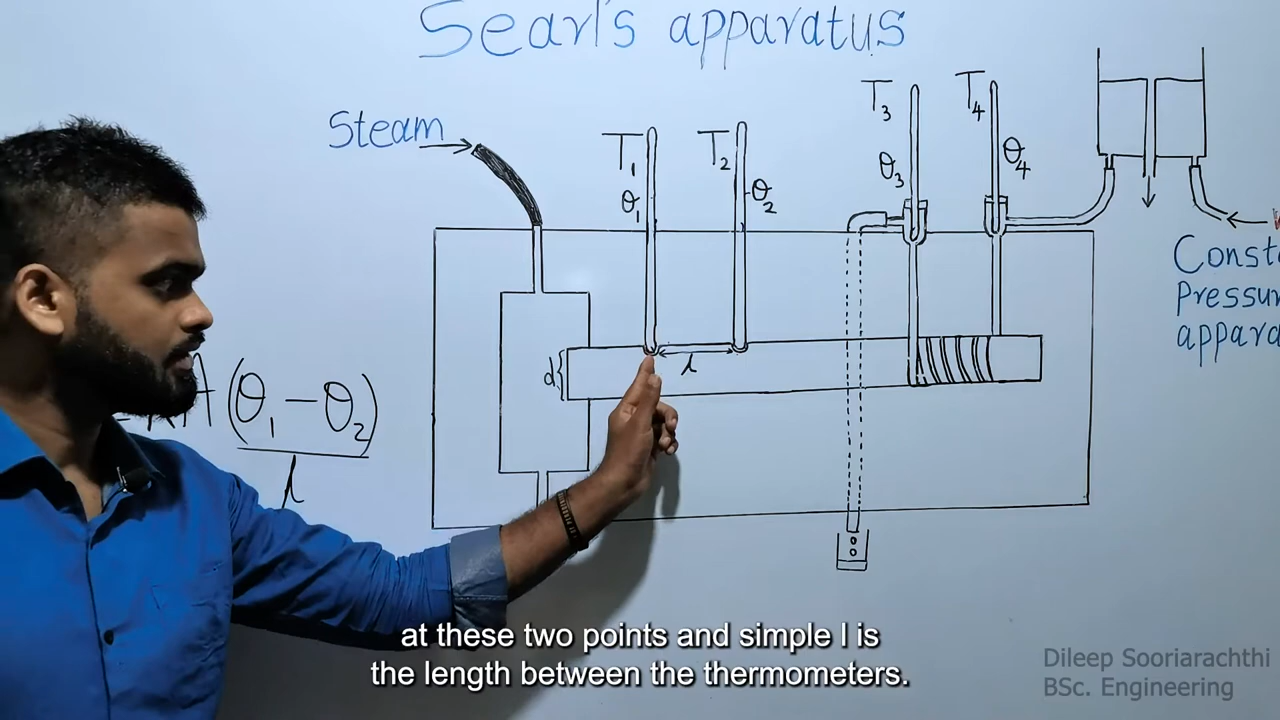 Searl's apparatus
Steam
T₁
θ₁
T₂
θ₂
T₃
θ₃
T₄
θ₄
Const
Pressur
appara
d
l
A(θ₁ – θ₂)
l
at these two points and simple l is
the length between the thermometers.
Dileep Sooriarachthi
BSc. Engineering